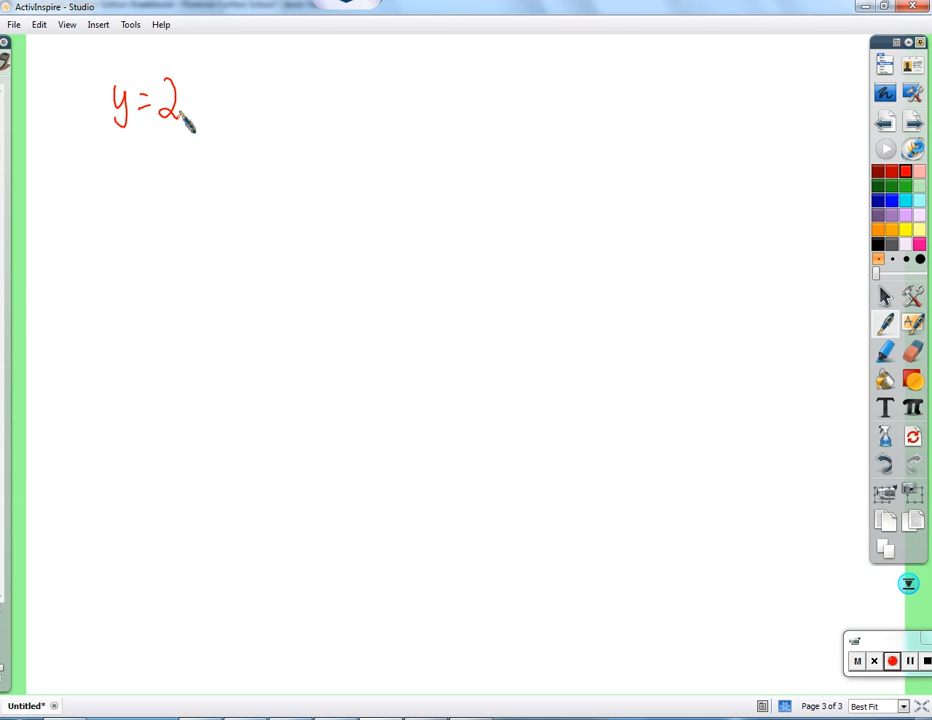 ActivInspire - Studio
File Edit View Insert Tools Help
y = 2
M
Untitled*
Page 3 of 3
Best Fit